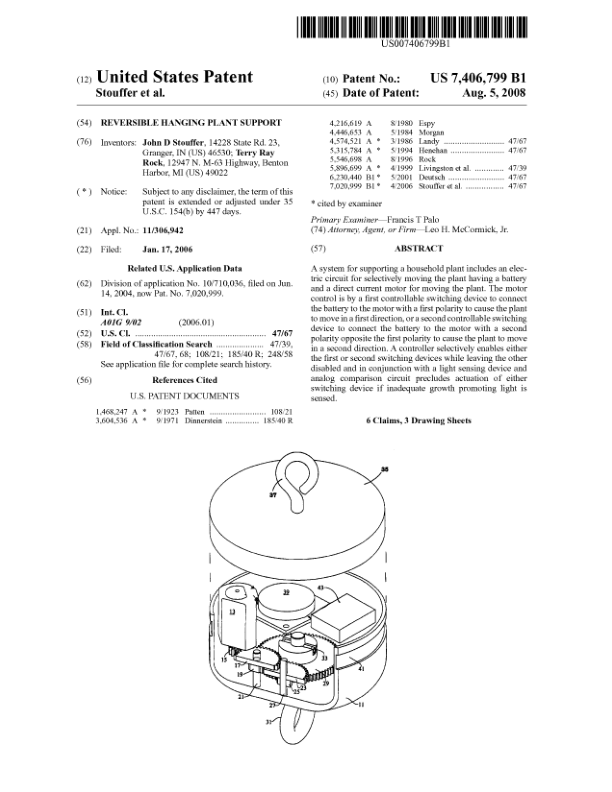 US007406799B1
(12) United States Patent
Stouffer et al.
(10) Patent No.: US 7,406,799 B1
(45) Date of Patent: Aug. 5, 2008
(54) REVERSIBLE HANGING PLANT SUPPORT
(76) Inventors: John D Stouffer, 14228 State Rd. 23,
Granger, IN (US) 46530; Terry Ray
Rock, 12947 N. M-63 Highway, Benton
Harbor, MI (US) 49022
( * ) Notice: Subject to any disclaimer, the term of this
patent is extended or adjusted under 35
U.S.C. 154(b) by 447 days.
(21) Appl. No.: 11/306,942
(22) Filed: Jan. 17, 2006
Related U.S. Application Data
(62) Division of application No. 10/710,036, filed on Jun.
14, 2004, now Pat. No. 7,020,999.
(51) Int. Cl.
A01G 9/02 (2006.01)
(52) U.S. Cl. ........................................ 47/67
(58) Field of Classification Search .................. 47/39,
47/67, 68; 108/21; 185/40 R; 248/58
See application file for complete search history.
(56) References Cited
U.S. PATENT DOCUMENTS
1,468,247 A * 9/1923 Patten ........................ 108/21
3,604,536 A * 9/1971 Dinnerstein .............. 185/40 R
4,216,619 A 8/1980 Espy
4,446,653 A 5/1984 Morgan
4,574,521 A * 3/1986 Landy ......................... 47/67
5,315,784 A * 5/1994 Henehan ...................... 47/67
5,546,698 A 8/1996 Rock
5,896,699 A * 4/1999 Livingston et al. ............ 47/39
6,230,440 B1 * 5/2001 Deutsch ....................... 47/67
7,020,999 B1 * 4/2006 Stouffer et al. ................ 47/67
* cited by examiner
Primary Examiner—Francis T Palo
(74) Attorney, Agent, or Firm—Leo H. McCormick, Jr.
(57) ABSTRACT
A system for supporting a household plant includes an elec-
tric circuit for selectively moving the plant having a battery
and a direct current motor for moving the plant. The motor
control is by a first controllable switching device to connect
the battery to the motor with a first polarity to cause the plant
to move in a first direction, or a second controllable switching
device to connect the battery to the motor with a second
polarity opposite the first polarity to cause the plant to move
in a second direction. A controller selectively enables either
the first or second switching devices while leaving the other
disabled and in conjunction with a light sensing device and
analog comparison circuit precludes actuation of either
switching device if inadequate growth promoting light is
sensed.
6 Claims, 3 Drawing Sheets
37
39
13
33
15
17
19
41
29
23
25
21
27
11
31